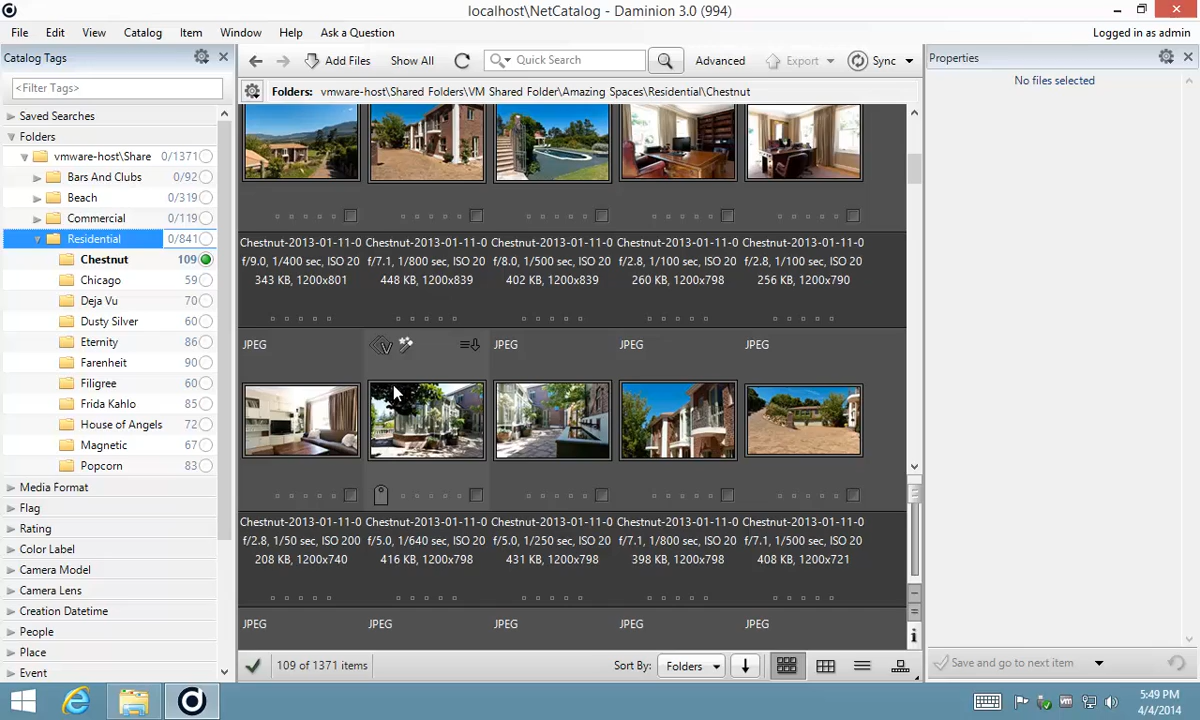 localhost\NetCatalog - Daminion 3.0 (994)
File Edit View Catalog Item Window Help Ask a Question Logged in as admin
Catalog Tags
<Filter Tags>
Saved Searches
Folders
vmware-host\Share 0/1371
Bars And Clubs 0/92
Beach 0/319
Commercial 0/119
Residential 0/841
Chestnut 109
Chicago 59
Deja Vu 70
Dusty Silver 60
Eternity 86
Farenheit 90
Filigree 60
Frida Kahlo 85
House of Angels 72
Magnetic 67
Popcorn 83
Media Format
Flag
Rating
Color Label
Camera Model
Camera Lens
Creation Datetime
People
Place
Event
Add Files Show All Quick Search Advanced Export Sync
Folders: vmware-host\Shared Folders\VM Shared Folder\Amazing Spaces\Residential\Chestnut
Chestnut-2013-01-11-0 Chestnut-2013-01-11-0 Chestnut-2013-01-11-0 Chestnut-2013-01-11-0 Chestnut-2013-01-11-0
f/9.0, 1/400 sec, ISO 20 f/7.1, 1/800 sec, ISO 20 f/8.0, 1/500 sec, ISO 20 f/2.8, 1/100 sec, ISO 20 f/2.8, 1/100 sec, ISO 20
343 KB, 1200x801 448 KB, 1200x839 402 KB, 1200x839 260 KB, 1200x798 256 KB, 1200x790
JPEG JPEG JPEG JPEG
Chestnut-2013-01-11-0 Chestnut-2013-01-11-0 Chestnut-2013-01-11-0 Chestnut-2013-01-11-0 Chestnut-2013-01-11-0
f/2.8, 1/50 sec, ISO 200 f/5.0, 1/640 sec, ISO 20 f/5.0, 1/250 sec, ISO 20 f/7.1, 1/800 sec, ISO 20 f/7.1, 1/500 sec, ISO 20
208 KB, 1200x740 416 KB, 1200x798 431 KB, 1200x798 398 KB, 1200x798 408 KB, 1200x721
JPEG JPEG JPEG JPEG JPEG
109 of 1371 items Sort By: Folders
Properties
No files selected
Save and go to next item
5:49 PM
4/4/2014